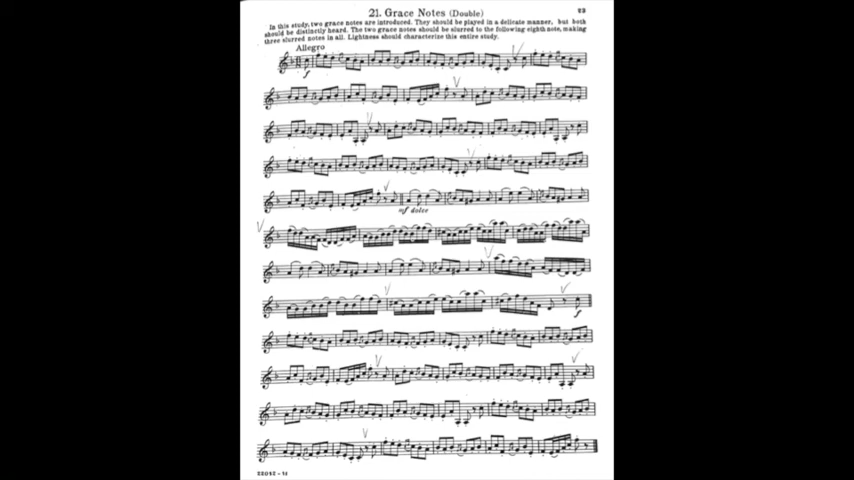 21. Grace Notes (Double)
23
In this study, two grace notes are introduced. They should be played in a delicate manner, but both
should be distinctly heard. The two grace notes should be slurred to the following eighth note, making
three slurred notes in all. Lightness should characterize this entire study.
Allegro
f
mf dolce
f